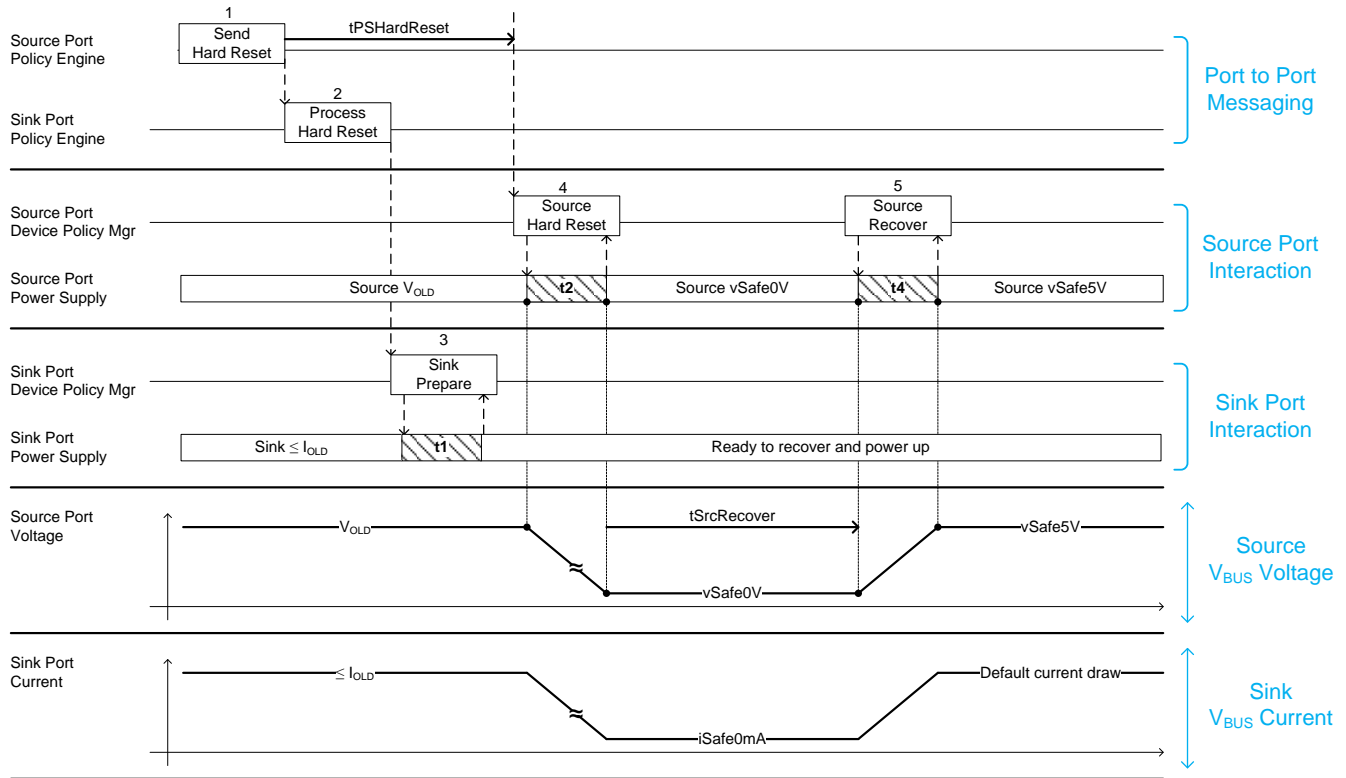 1
Send
Hard Reset
tPSHardReset
Source Port
Policy Engine
2
Process
Hard Reset
Sink Port
Policy Engine
Port to Port
Messaging
4
Source
Hard Reset
5
Source
Recover
Source Port
Device Policy Mgr
Source Port
Power Supply
Source VOLD
t2
Source vSafe0V
t4
Source vSafe5V
Source Port
Interaction
3
Sink
Prepare
Sink Port
Device Policy Mgr
Sink Port
Power Supply
Sink ≤ IOLD
t1
Ready to recover and power up
Sink Port
Interaction
Source Port
Voltage
VOLD
≈
tSrcRecover
vSafe0V
vSafe5V
Source
VBUS Voltage
Sink Port
Current
≤ IOLD
≈
iSafe0mA
Default current draw
Sink
VBUS Current